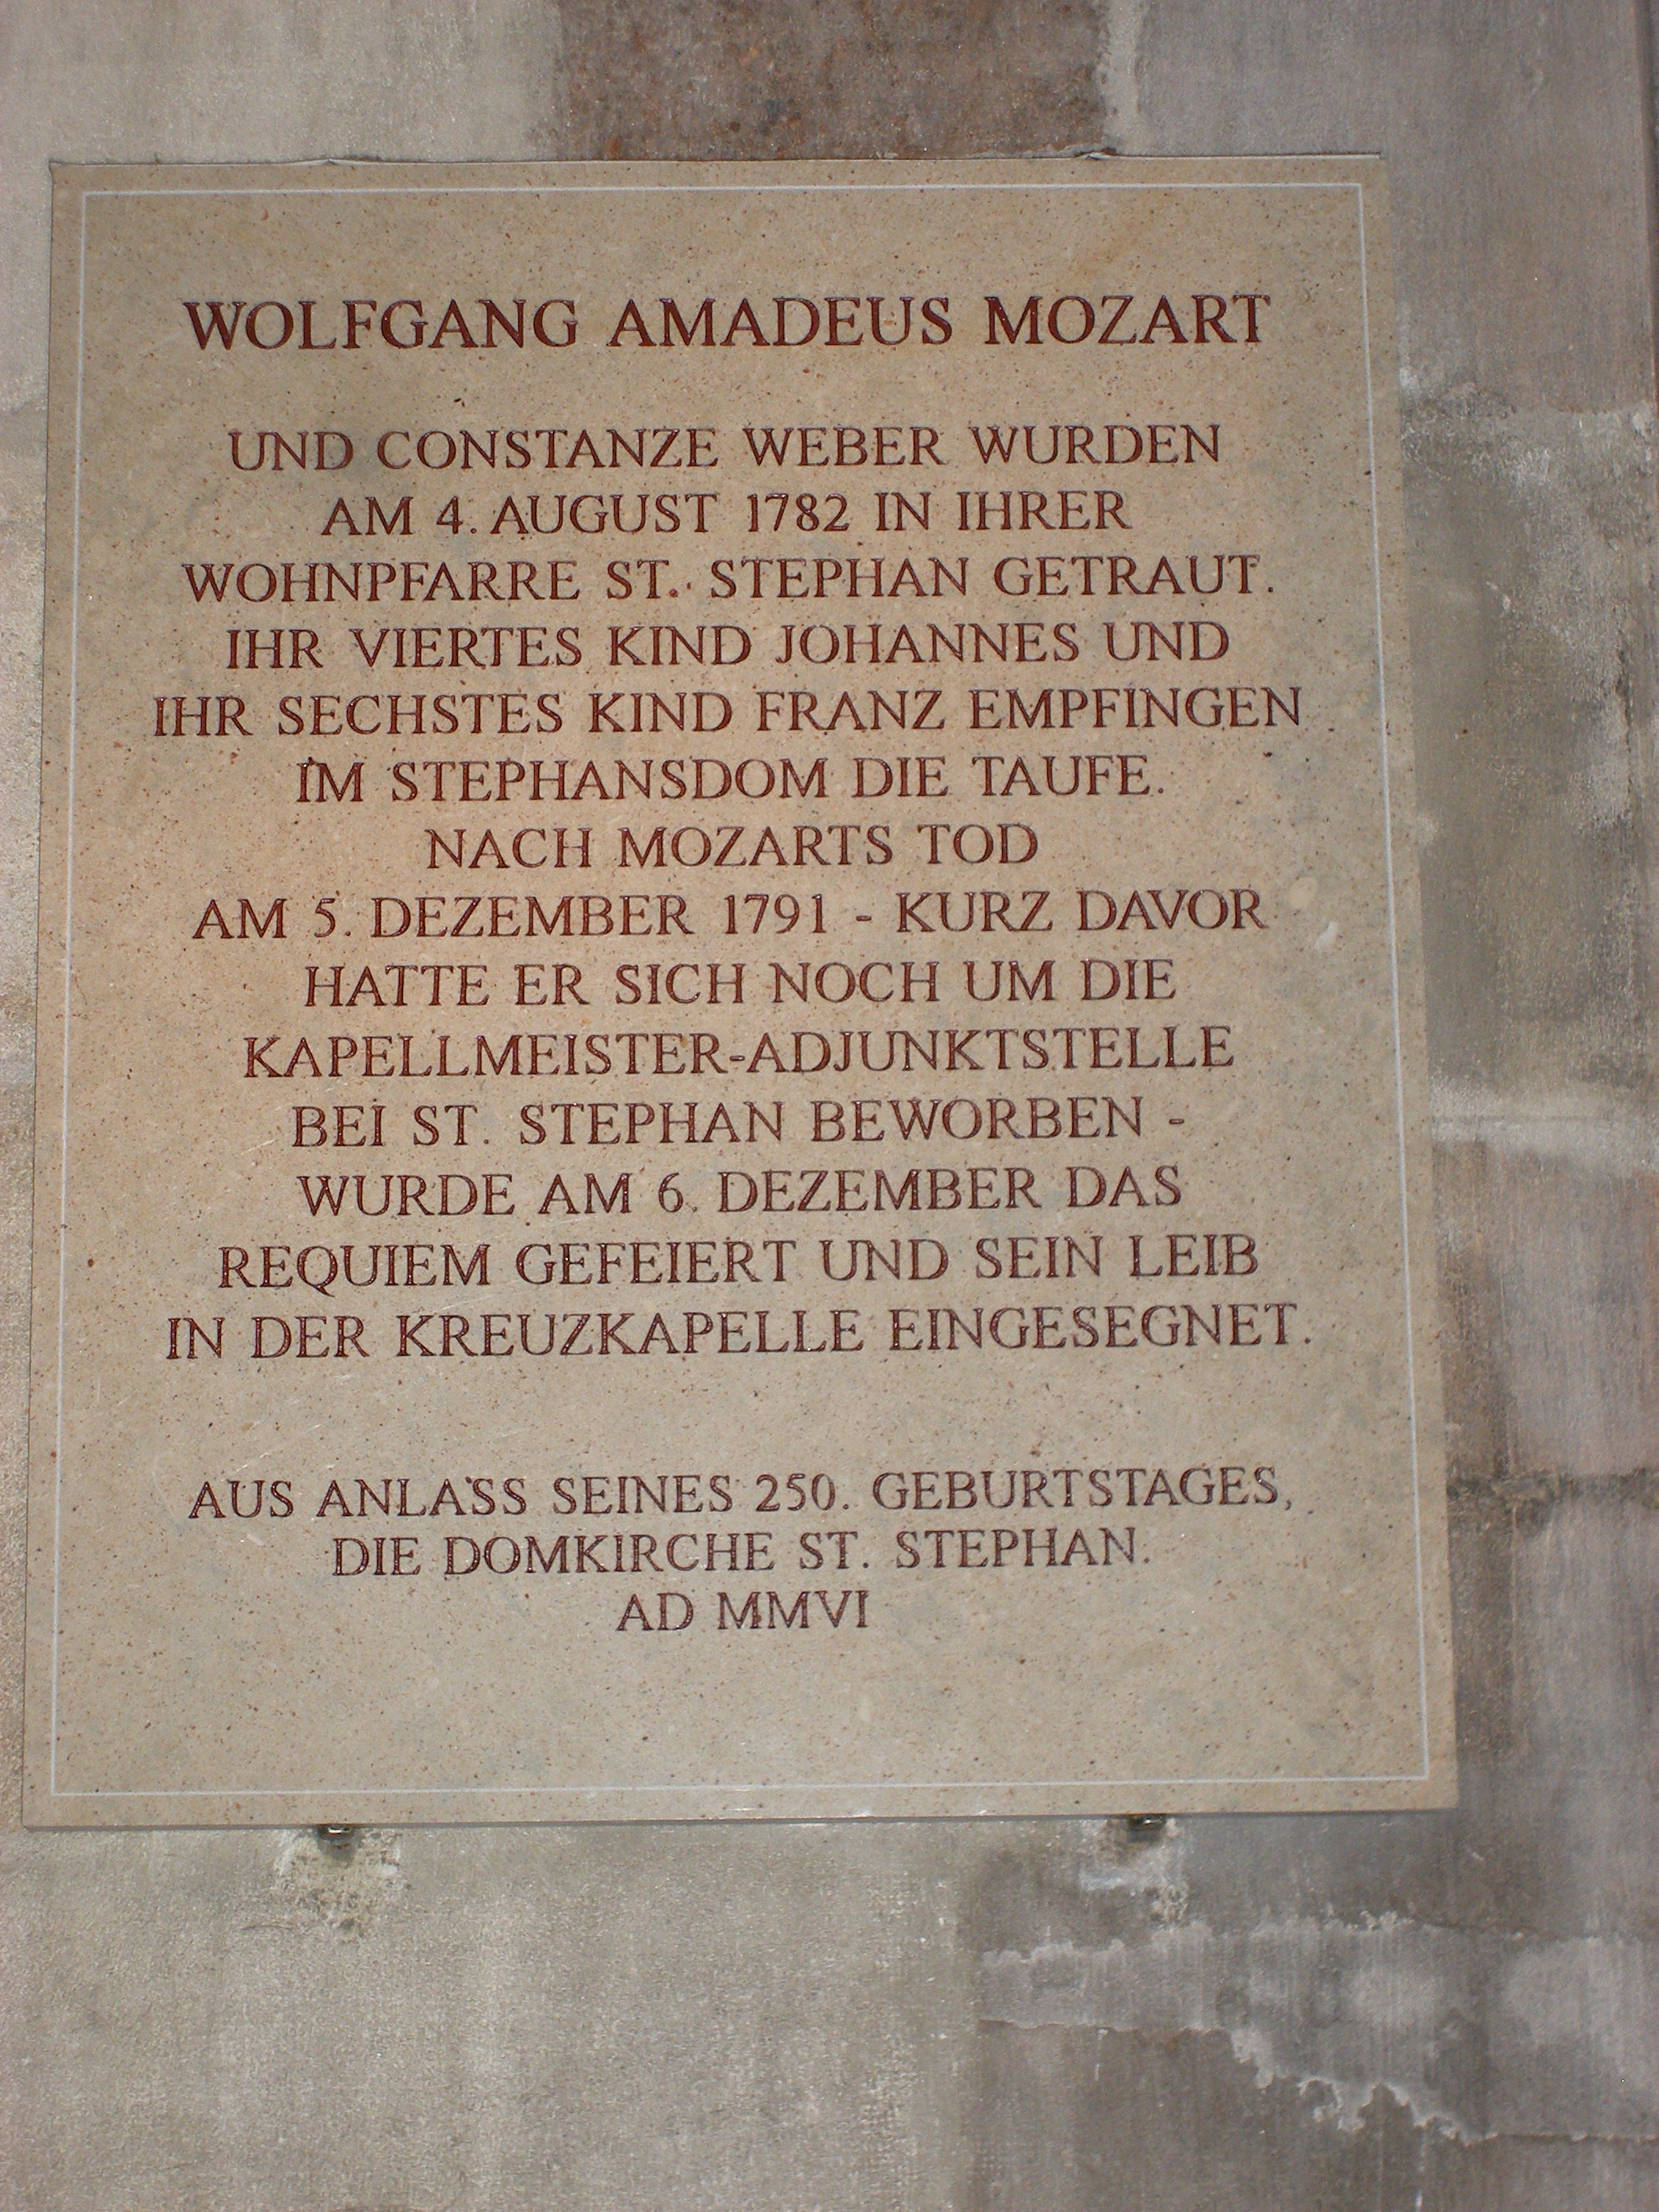 WOLFGANG AMADEUS MOZART
UND CONSTANZE WEBER WURDEN
AM 4. AUGUST 1782 IN IHRER
WOHNPFARRE ST. STEPHAN GETRAUT.
IHR VIERTES KIND JOHANNES UND
IHR SECHSTES KIND FRANZ EMPFINGEN
IM STEPHANSDOM DIE TAUFE.
NACH MOZARTS TOD
AM 5. DEZEMBER 1791 - KURZ DAVOR
HATTE ER SICH NOCH UM DIE
KAPELLMEISTER-ADJUNKTSTELLE
BEI ST. STEPHAN BEWORBEN -
WURDE AM 6. DEZEMBER DAS
REQUIEM GEFEIERT UND SEIN LEIB
IN DER KREUZKAPELLE EINGESEGNET.
AUS ANLASS SEINES 250. GEBURTSTAGES,
DIE DOMKIRCHE ST. STEPHAN.
AD MMVI